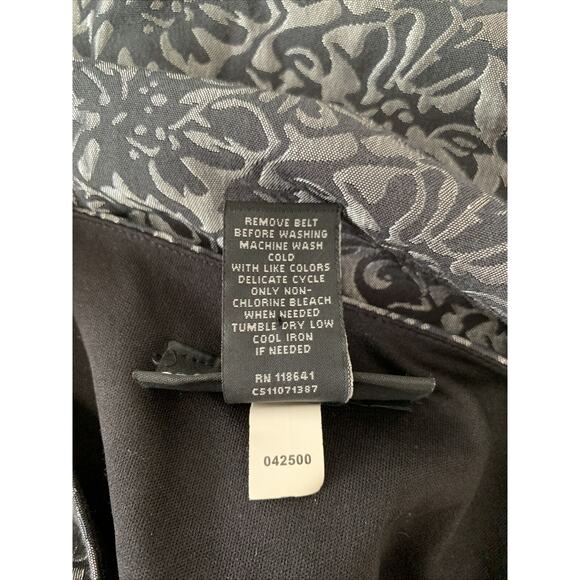 REMOVE BELT
BEFORE WASHING
MACHINE WASH
COLD
WITH LIKE COLORS
DELICATE CYCLE
ONLY NON-
CHLORINE BLEACH
WHEN NEEDED
TUMBLE DRY LOW
COOL IRON
IF NEEDED
RN 118641
CS11071387
042500